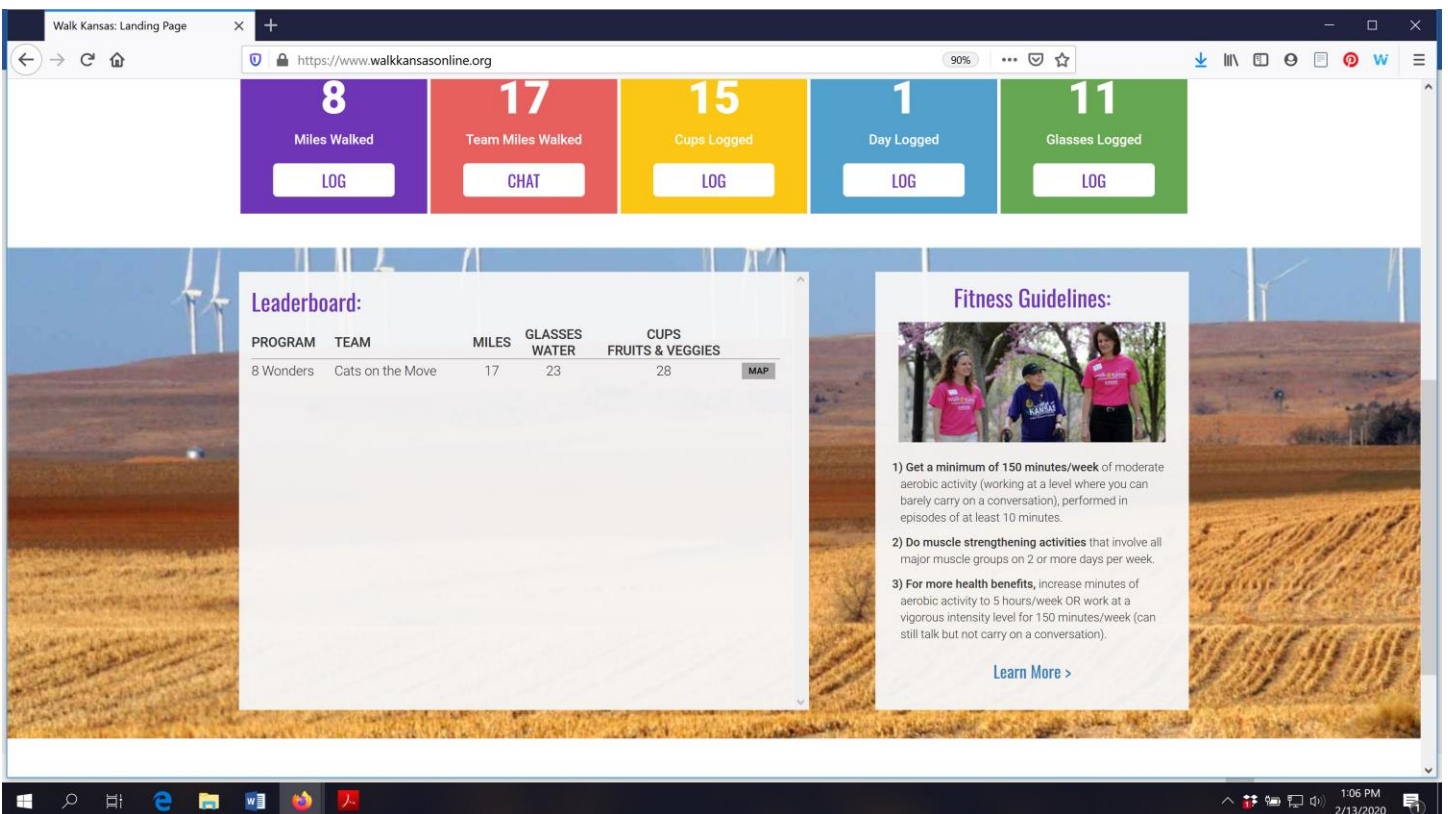 Walk Kansas: Landing Page
https://www.walkkansasonline.org
90%
8
17
15
1
11
Miles Walked
Team Miles Walked
Cups Logged
Day Logged
Glasses Logged
LOG
CHAT
LOG
LOG
LOG
Leaderboard:
PROGRAM TEAM MILES GLASSES WATER CUPS FRUITS & VEGGIES
8 Wonders Cats on the Move 17 23 28 MAP
Fitness Guidelines:
KANSAS
1) Get a minimum of 150 minutes/week of moderate
aerobic activity (working at a level where you can
barely carry on a conversation), performed in
episodes of at least 10 minutes.
2) Do muscle strengthening activities that involve all
major muscle groups on 2 or more days per week.
3) For more health benefits, increase minutes of
aerobic activity to 5 hours/week OR work at a
vigorous intensity level for 150 minutes/week (can
still talk but not carry on a conversation).
Learn More >
1:06 PM
2/13/2020